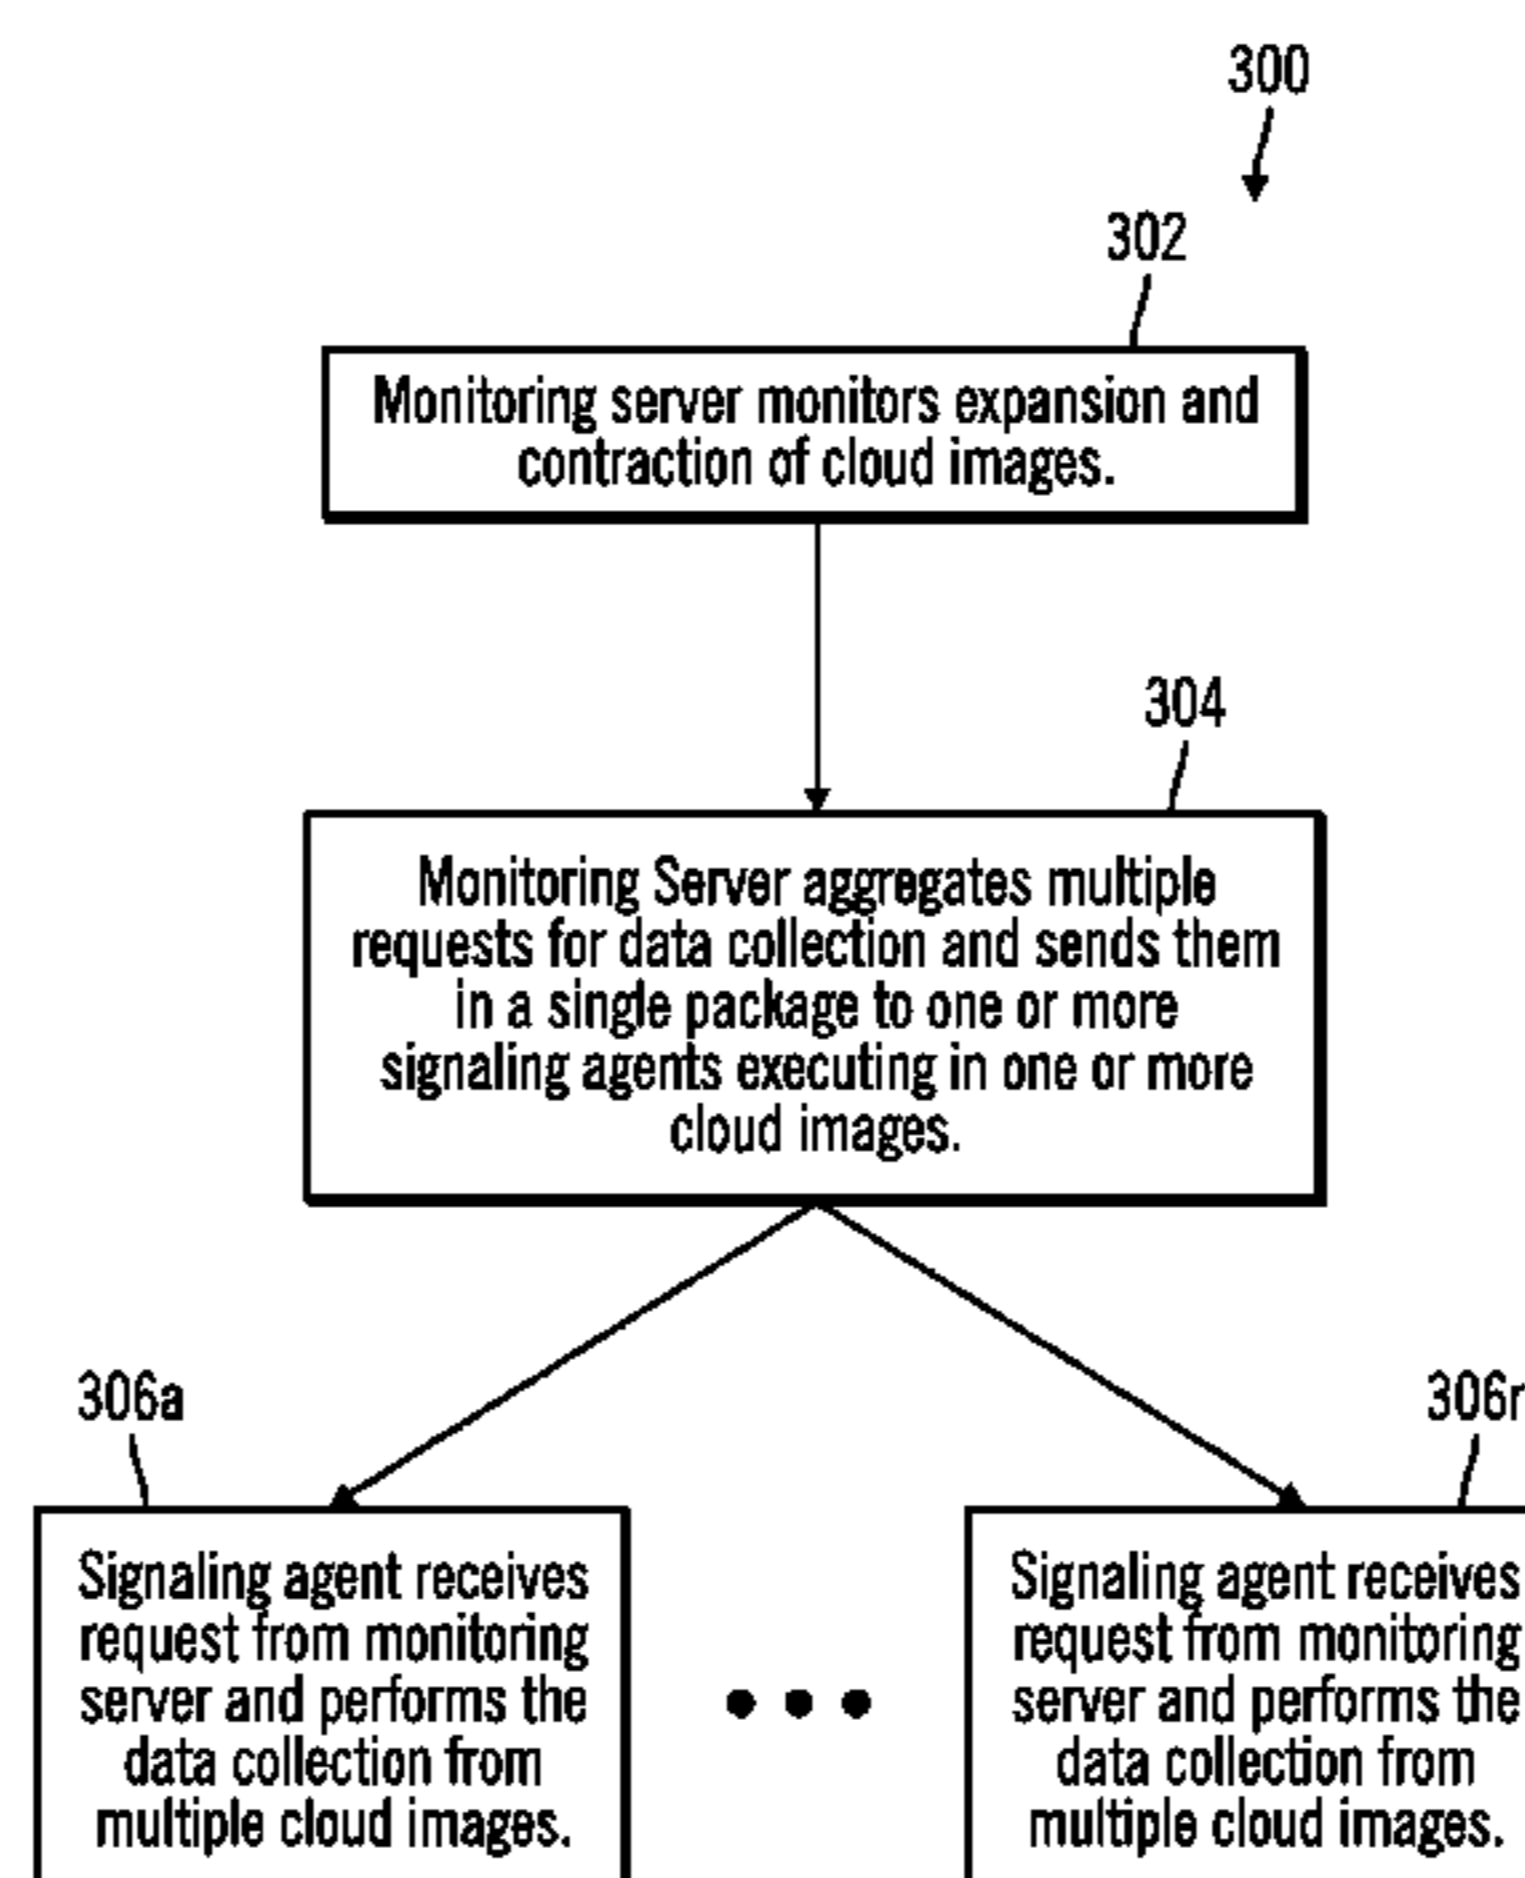 300
302
Monitoring server monitors expansion and
contraction of cloud images.
304
Monitoring Server aggregates multiple
requests for data collection and sends them
in a single package to one or more
signaling agents executing in one or more
cloud images.
306a
Signaling agent receives
request from monitoring
server and performs the
data collection from
multiple cloud images.
Signaling agent receives
request from monitoring
server and performs the
data collection from
multiple cloud images.